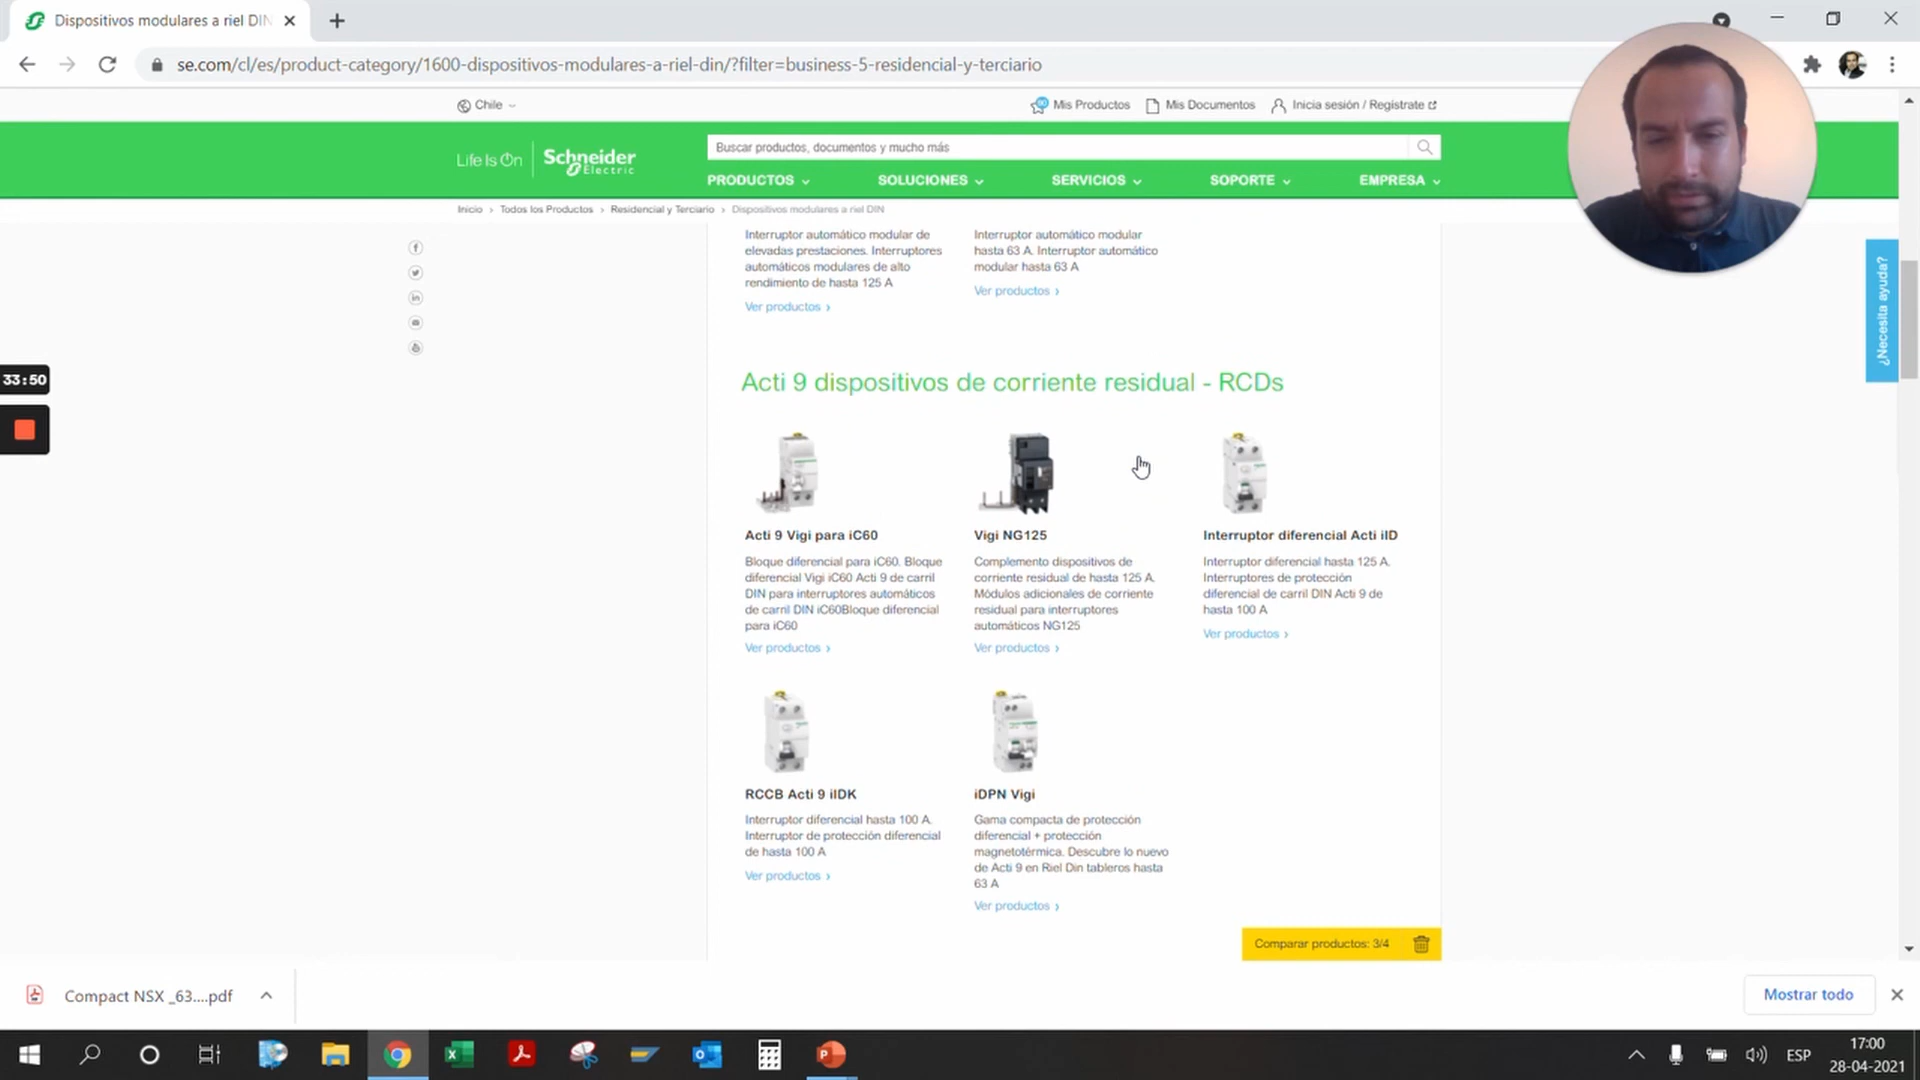 Dispositivos modulares a riel DIN
se.com/cl/es/product-category/1600-dispositivos-modulares-a-riel-din/?filter=business-5-residencial-y-terciario
Chile
Mis Productos
Mis Documentos
Inicia sesión / Registrate
Life Is On
Schneider
Electric
Buscar productos, documentos y mucho más
PRODUCTOS
SOLUCIONES
SERVICIOS
SOPORTE
EMPRESA
Inicio > Todos los Productos > Residencial y Terciario > Dispositivos modulares a riel DIN
Interruptor automático modular de
elevadas prestaciones. Interruptores
automáticos modulares de alto
rendimiento de hasta 125 A
Ver productos >
Interruptor automático modular
hasta 63 A. Interruptor automático
modular hasta 63 A
Ver productos >
¿Necesita ayuda?
33:50
Acti 9 dispositivos de corriente residual - RCDs
Acti 9 Vigi para iC60
Bloque diferencial para iC60. Bloque
diferencial Vigi iC60 Acti 9 de carril
DIN para interruptores automáticos
de carril DIN iC60Bloque diferencial
para iC60
Ver productos >
Vigi NG125
Complemento dispositivos de
corriente residual de hasta 125 A.
Módulos adicionales de corriente
residual para interruptores
automáticos NG125
Ver productos >
Interruptor diferencial Acti iID
Interruptor diferencial hasta 125 A.
Interruptores de protección
diferencial de carril DIN Acti 9 de
hasta 100 A
Ver productos >
RCCB Acti 9 iIDK
Interruptor diferencial hasta 100 A.
Interruptor de protección diferencial
de hasta 100 A
Ver productos >
iDPN Vigi
Gama compacta de protección
diferencial + protección
magnetotérmica. Descubre lo nuevo
de Acti 9 en Riel Din tableros hasta
63 A
Ver productos >
Comparar productos: 3/4
Compact NSX _63....pdf
Mostrar todo
ESP
17:00
28-04-2021